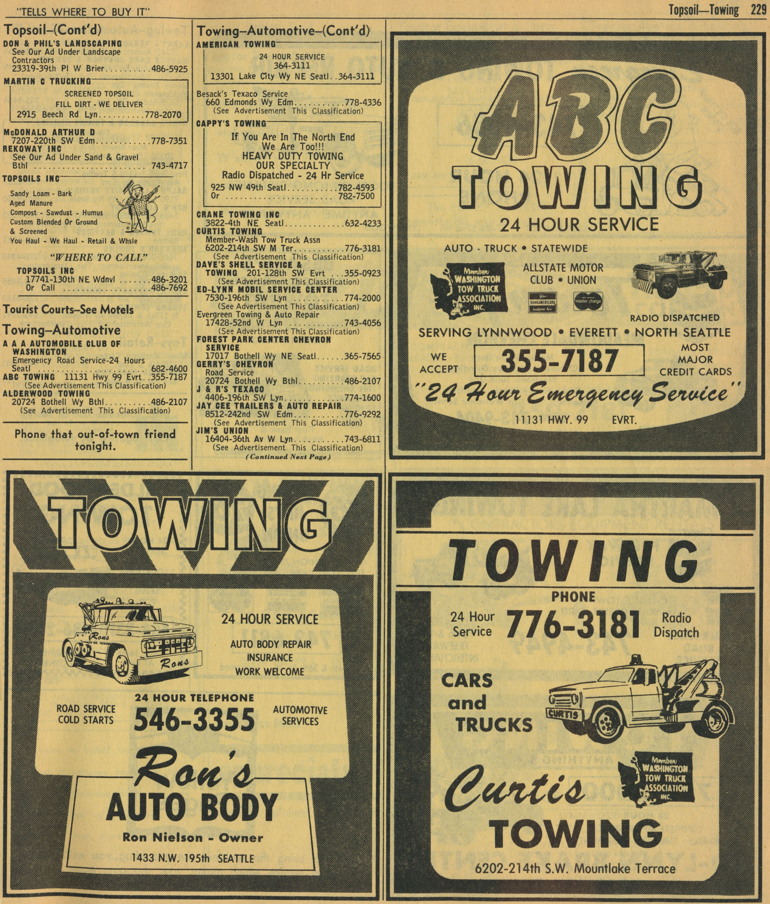 "TELLS WHERE TO BUY IT"
Topsoil—Towing 229
Topsoil-(Cont'd)
DON & PHIL'S LANDSCAPING
See Our Ad Under Landscape
Contractors
23319-39th Pl W Brier....486-5925
MARTIN C TRUCKING
SCREENED TOPSOIL
FILL DIRT - WE DELIVER
2915 Beech Rd Lyn.......778-2070
McDONALD ARTHUR D
7207-220th SW Edm..........778-7351
REKOWAY INC
See Our Ad Under Sand & Gravel
Bthl ......................743-4717
TOPSOILS INC
Sandy Loam - Bark
Aged Manure
Compost - Sawdust - Humus
Custom Blended Or Ground
& Screened
You Haul - We Haul - Retail & Whsle
"WHERE TO CALL"
TOPSOILS INC
17741-130th NE Wdnvl .....486-3201
Or Call ....................486-7692
Tourist Courts—See Motels
Towing—Automotive
A A A AUTOMOBILE CLUB OF
WASHINGTON
Emergency Road Service-24 Hours
Seatl .....................682-4600
ABC TOWING 11131 Hwy 99 Evrt..355-7187
(See Advertisement This Classification)
ALDERWOOD TOWING
20724 Bothell Wy Bthl .......486-2107
(See Advertisement This Classification)
Phone that out-of-town friend
tonight.
Towing—Automotive—(Cont'd)
AMERICAN TOWING
24 HOUR SERVICE
364-3111
13301 Lake City Wy NE Seatl..364-3111
Besack's Texaco Service
660 Edmonds Wy Edm..........778-4336
(See Advertisement This Classification)
CAPPY'S TOWING
If You Are In The North End
We Are Too!!!
HEAVY DUTY TOWING
OUR SPECIALTY
Radio Dispatched - 24 Hr Service
925 NW 49th Seatl..........782-4593
Or .......................782-7500
CRANE TOWING INC
3822-4th NE Seatl............632-4233
CURTIS TOWING
Member-Wash Tow Truck Assn
6202-214th SW M Ter.........776-3181
(See Advertisement This Classification)
DAVE'S SHELL SERVICE &
TOWING 201-128th SW Evrt ...355-0923
(See Advertisement This Classification)
ED-LYNN MOBIL SERVICE CENTER
7530-196th SW Lyn...........774-2000
(See Advertisement This Classification)
Evergreen Towing & Auto Repair
17428-52nd W Lyn ...........743-4056
(See Advertisement This Classification)
FOREST PARK CENTER CHEVRON
SERVICE
17017 Bothell Wy NE Seatl....365-7565
GERRY'S CHEVRON
Road Service
20724 Bothell Wy Bthl........486-2107
J & R'S TEXACO
4406-196th SW Lyn...........774-1600
JAY CEE TRAILERS & AUTO REPAIR
8512-242nd SW Edm..........776-9292
(See Advertisement This Classification)
JIM'S UNION
16404-36th Av W Lyn.........743-6811
(See Advertisement This Classification)
(Continued Next Page)
ABC
TOWING
24 HOUR SERVICE
AUTO - TRUCK • STATEWIDE
Member:
WASHINGTON
TOW TRUCK
ASSOCIATION
INC.
ALLSTATE MOTOR
CLUB • UNION
RADIO DISPATCHED
SERVING LYNNWOOD • EVERETT • NORTH SEATTLE
WE
ACCEPT
355-7187
MOST
MAJOR
CREDIT CARDS
"24 Hour Emergency Service"
11131 HWY. 99 EVRT.
TOWING
Rons
Rons
24 HOUR SERVICE
AUTO BODY REPAIR
INSURANCE
WORK WELCOME
ROAD SERVICE
COLD STARTS
24 HOUR TELEPHONE
546-3355
AUTOMOTIVE
SERVICES
Ron's
AUTO BODY
Ron Nielson - Owner
1433 N.W. 195th SEATTLE
TOWING
PHONE
24 Hour
Service
776-3181
Radio
Dispatch
CARS
and
TRUCKS
CURTIS
Member:
WASHINGTON
TOW TRUCK
ASSOCIATION
INC.
Curtis
TOWING
6202-214th S.W. Mountlake Terrace